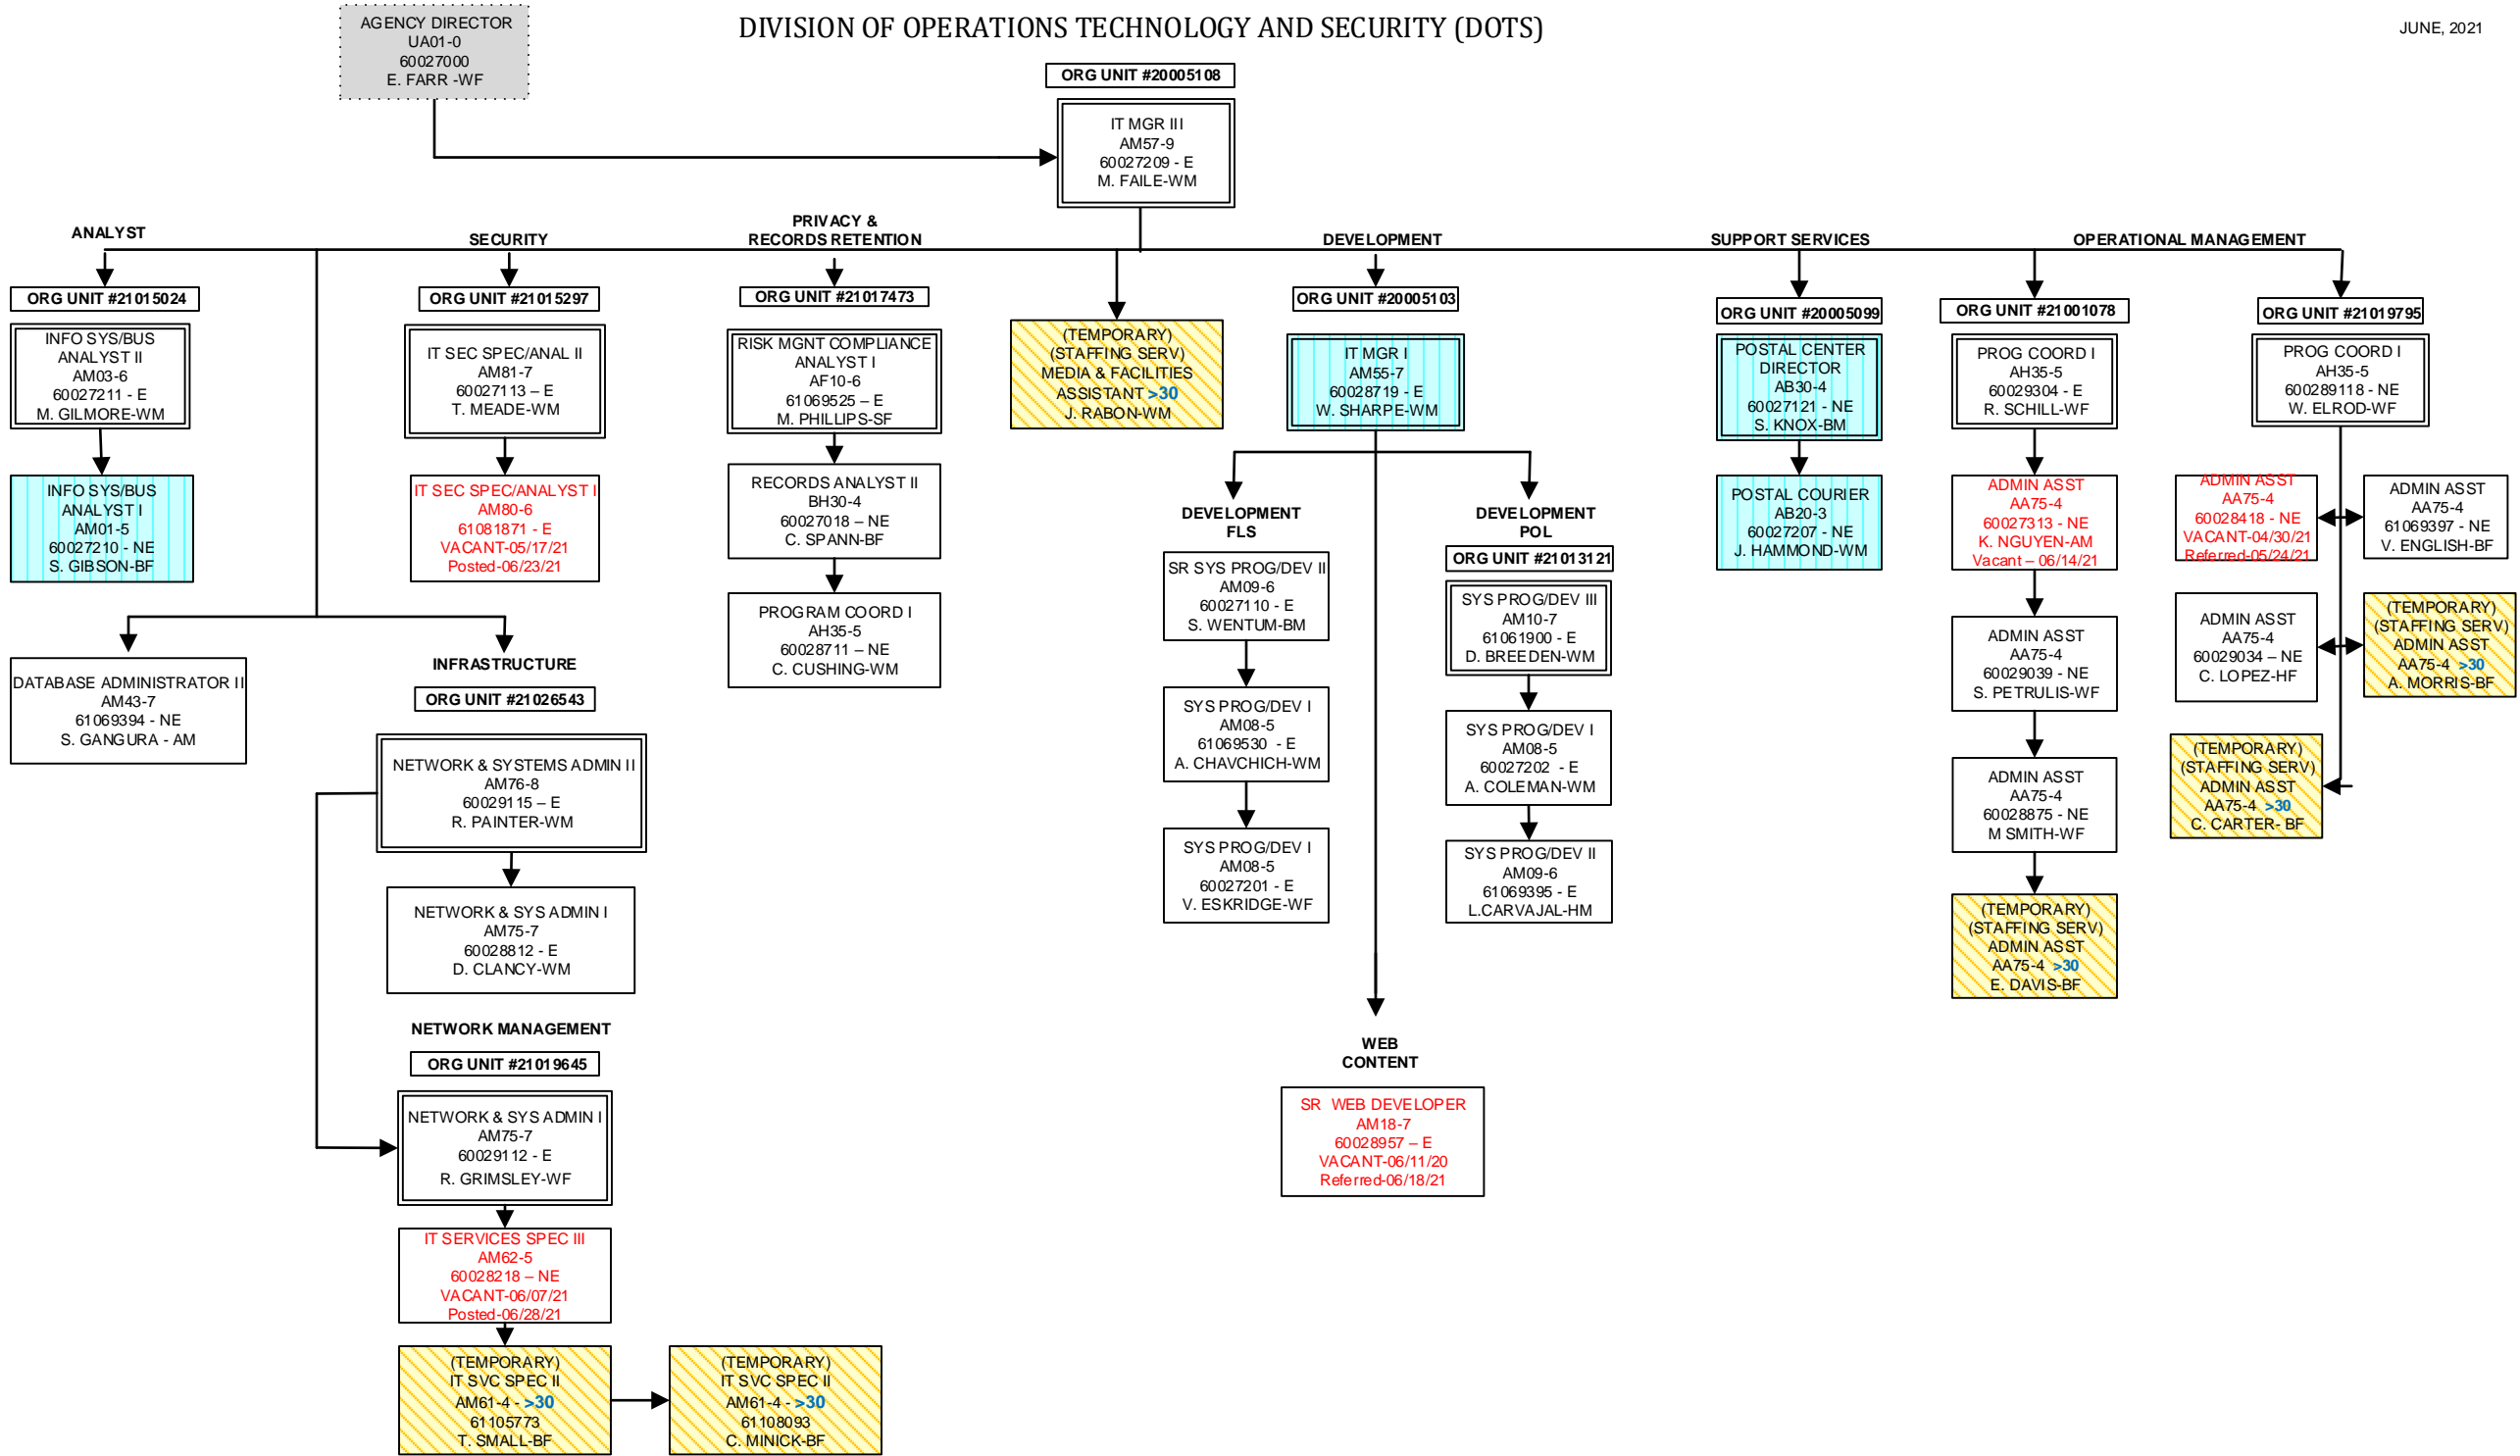 AGENCY DIRECTOR
UA01-0
60027000
E. FARR -WF
DIVISION OF OPERATIONS TECHNOLOGY AND SECURITY (DOTS)
JUNE, 2021
ORG UNIT #20005108
IT MGR III
AM57-9
60027209 - E
M. FAILE-WM
ANALYST
SECURITY
PRIVACY &
RECORDS RETENTION
DEVELOPMENT
SUPPORT SERVICES
OPERATIONAL MANAGEMENT
ORG UNIT #21015024
INFO SYS/BUS
ANALYST II
AM03-6
60027211 - E
M. GILMORE-WM
INFO SYS/BUS
ANALYST I
AM01-5
60027210 - NE
S. GIBSON-BF
DATABASE ADMINISTRATOR II
AM43-7
61069394 - NE
S. GANGURA - AM
ORG UNIT #21015297
IT SEC SPEC/ANAL II
AM81-7
60027113 – E
T. MEADE-WM
IT SEC SPEC/ANALYST I
AM80-6
61081871 - E
VACANT-05/17/21
Posted-06/23/21
INFRASTRUCTURE
ORG UNIT #21026543
NETWORK & SYSTEMS ADMIN II
AM76-8
60029115 – E
R. PAINTER-WM
NETWORK & SYS ADMIN I
AM75-7
60028812 - E
D. CLANCY-WM
NETWORK MANAGEMENT
ORG UNIT #21019645
NETWORK & SYS ADMIN I
AM75-7
60029112 - E
R. GRIMSLEY-WF
IT SERVICES SPEC III
AM62-5
60028218 – NE
VACANT-06/07/21
Posted-06/28/21
(TEMPORARY)
IT SVC SPEC II
AM61-4 - >30
61105773
T. SMALL-BF
(TEMPORARY)
IT SVC SPEC II
AM61-4 - >30
61108093
C. MINICK-BF
ORG UNIT #21017473
RISK MGNT COMPLIANCE
ANALYST I
AF10-6
61069525 – E
M. PHILLIPS-SF
RECORDS ANALYST II
BH30-4
60027018 – NE
C. SPANN-BF
PROGRAM COORD I
AH35-5
60028711 – NE
C. CUSHING-WM
(TEMPORARY)
(STAFFING SERV)
MEDIA & FACILITIES
ASSISTANT >30
J. RABON-WM
ORG UNIT #20005103
IT MGR I
AM55-7
60028719 - E
W. SHARPE-WM
DEVELOPMENT
FLS
SR SYS PROG/DEV II
AM09-6
60027110 - E
S. WENTUM-BM
SYS PROG/DEV I
AM08-5
61069530 - E
A. CHAVCHICH-WM
SYS PROG/DEV I
AM08-5
60027201 - E
V. ESKRIDGE-WF
DEVELOPMENT
POL
ORG UNIT #21013121
SYS PROG/DEV III
AM10-7
61061900 - E
D. BREEDEN-WM
SYS PROG/DEV I
AM08-5
60027202 - E
A. COLEMAN-WM
SYS PROG/DEV II
AM09-6
61069395 - E
L.CARVAJAL-HM
WEB
CONTENT
SR WEB DEVELOPER
AM18-7
60028957 – E
VACANT-06/11/20
Referred-06/18/21
ORG UNIT #20005099
POSTAL CENTER
DIRECTOR
AB30-4
60027121 - NE
S. KNOX-BM
POSTAL COURIER
AB20-3
60027207 - NE
J. HAMMOND-WM
ORG UNIT #21001078
PROG COORD I
AH35-5
60029304 - E
R. SCHILL-WF
ADMIN ASST
AA75-4
60027313 - NE
K. NGUYEN-AM
Vacant – 06/14/21
ADMIN ASST
AA75-4
60029039 - NE
S. PETRULIS-WF
ADMIN ASST
AA75-4
60028875 - NE
M SMITH-WF
(TEMPORARY)
(STAFFING SERV)
ADMIN ASST
AA75-4 >30
E. DAVIS-BF
ORG UNIT #21019795
PROG COORD I
AH35-5
600289118 - NE
W. ELROD-WF
ADMIN ASST
AA75-4
60028418 - NE
VACANT-04/30/21
Referred-05/24/21
ADMIN ASST
AA75-4
61069397 - NE
V. ENGLISH-BF
ADMIN ASST
AA75-4
60029034 – NE
C. LOPEZ-HF
(TEMPORARY)
(STAFFING SERV)
ADMIN ASST
AA75-4 >30
A. MORRIS-BF
(TEMPORARY)
(STAFFING SERV)
ADMIN ASST
AA75-4 >30
C. CARTER- BF